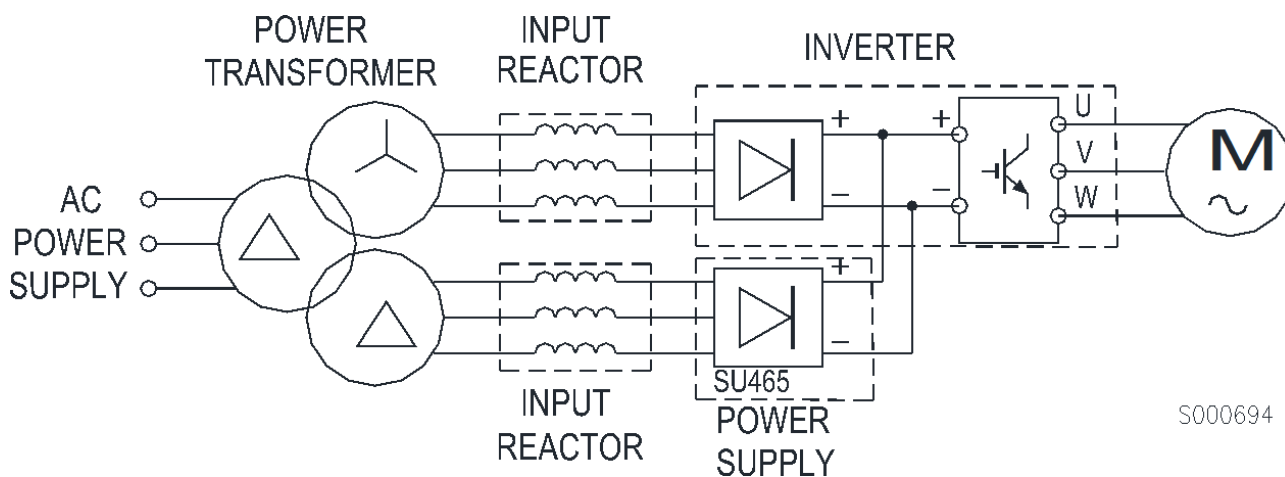 POWER
TRANSFORMER
INPUT
REACTOR
INVERTER
AC
POWER
SUPPLY
+
−
+
−
U
V
W
M
+
−
SU465
POWER
SUPPLY
INPUT
REACTOR
S000694